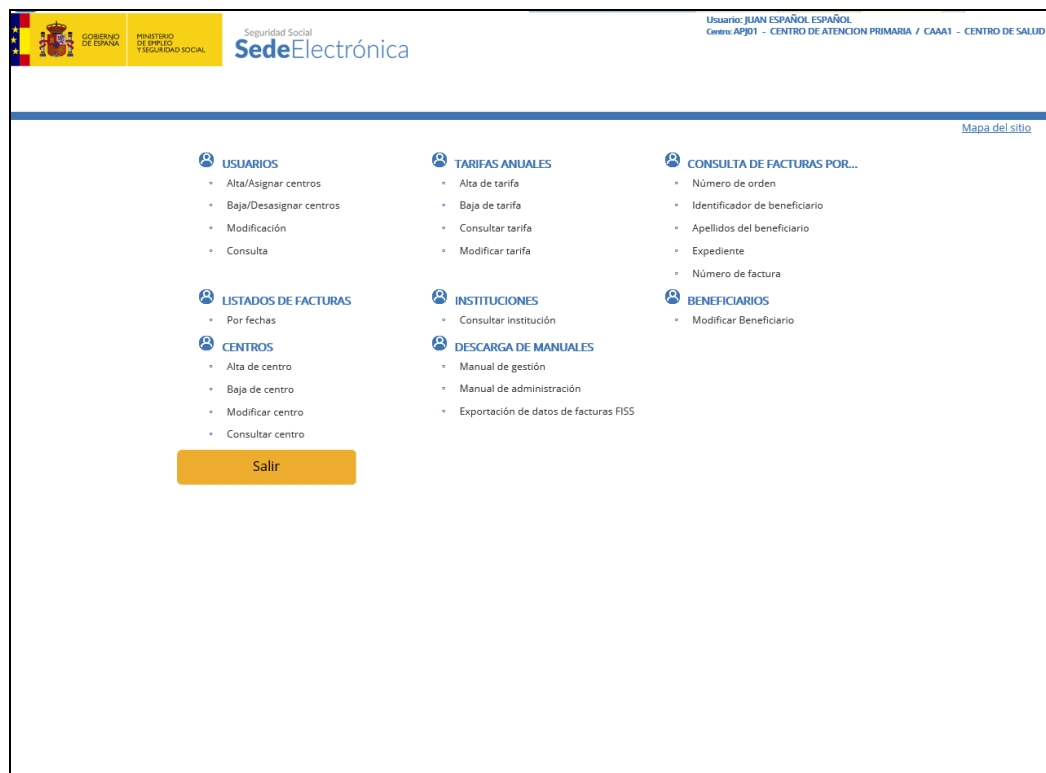 GOBIERNO
DE ESPAÑA
MINISTERIO
DE EMPLEO
Y SEGURIDAD SOCIAL
Seguridad Social
SedeElectrónica
Usuario: JUAN ESPAÑOL ESPAÑOL
Centro: APJ01 - CENTRO DE ATENCION PRIMARIA / CAAA1 - CENTRO DE SALUD
Mapa del sitio
USUARIOS
Alta/Asignar centros
Baja/Desasignar centros
Modificación
Consulta
TARIFAS ANUALES
Alta de tarifa
Baja de tarifa
Consultar tarifa
Modificar tarifa
CONSULTA DE FACTURAS POR...
Número de orden
Identificador de beneficiario
Apellidos del beneficiario
Expediente
Número de factura
LISTADOS DE FACTURAS
Por fechas
INSTITUCIONES
Consultar institución
BENEFICIARIOS
Modificar Beneficiario
CENTROS
Alta de centro
Baja de centro
Modificar centro
Consultar centro
DESCARGA DE MANUALES
Manual de gestión
Manual de administración
Exportación de datos de facturas FISS
Salir